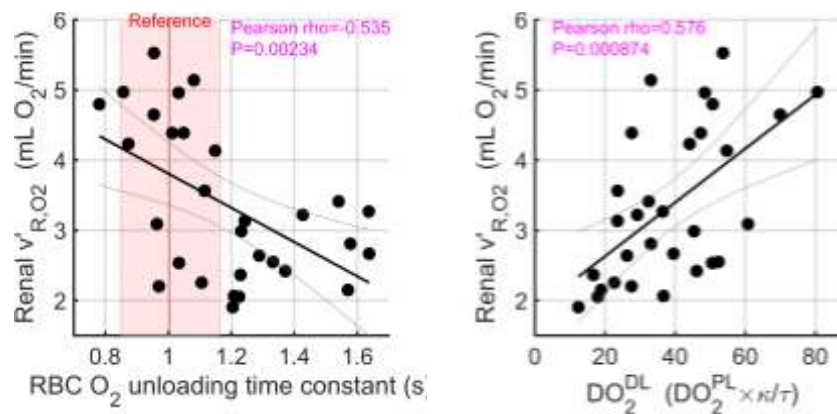 Reference
Pearson rho=-0.535
P=0.00234
6
5
4
3
2
Renal v'R,O2 (mL O2/min)
0.8 1 1.2 1.4 1.6
RBC O2 unloading time constant (s
Pearson rho=0.576
P=0.000874
6
5
4
3
2
Renal v'R,O2 (mL O2/min)
0 20 40 60 80
DO2DL (DO2PL×κ/τ)